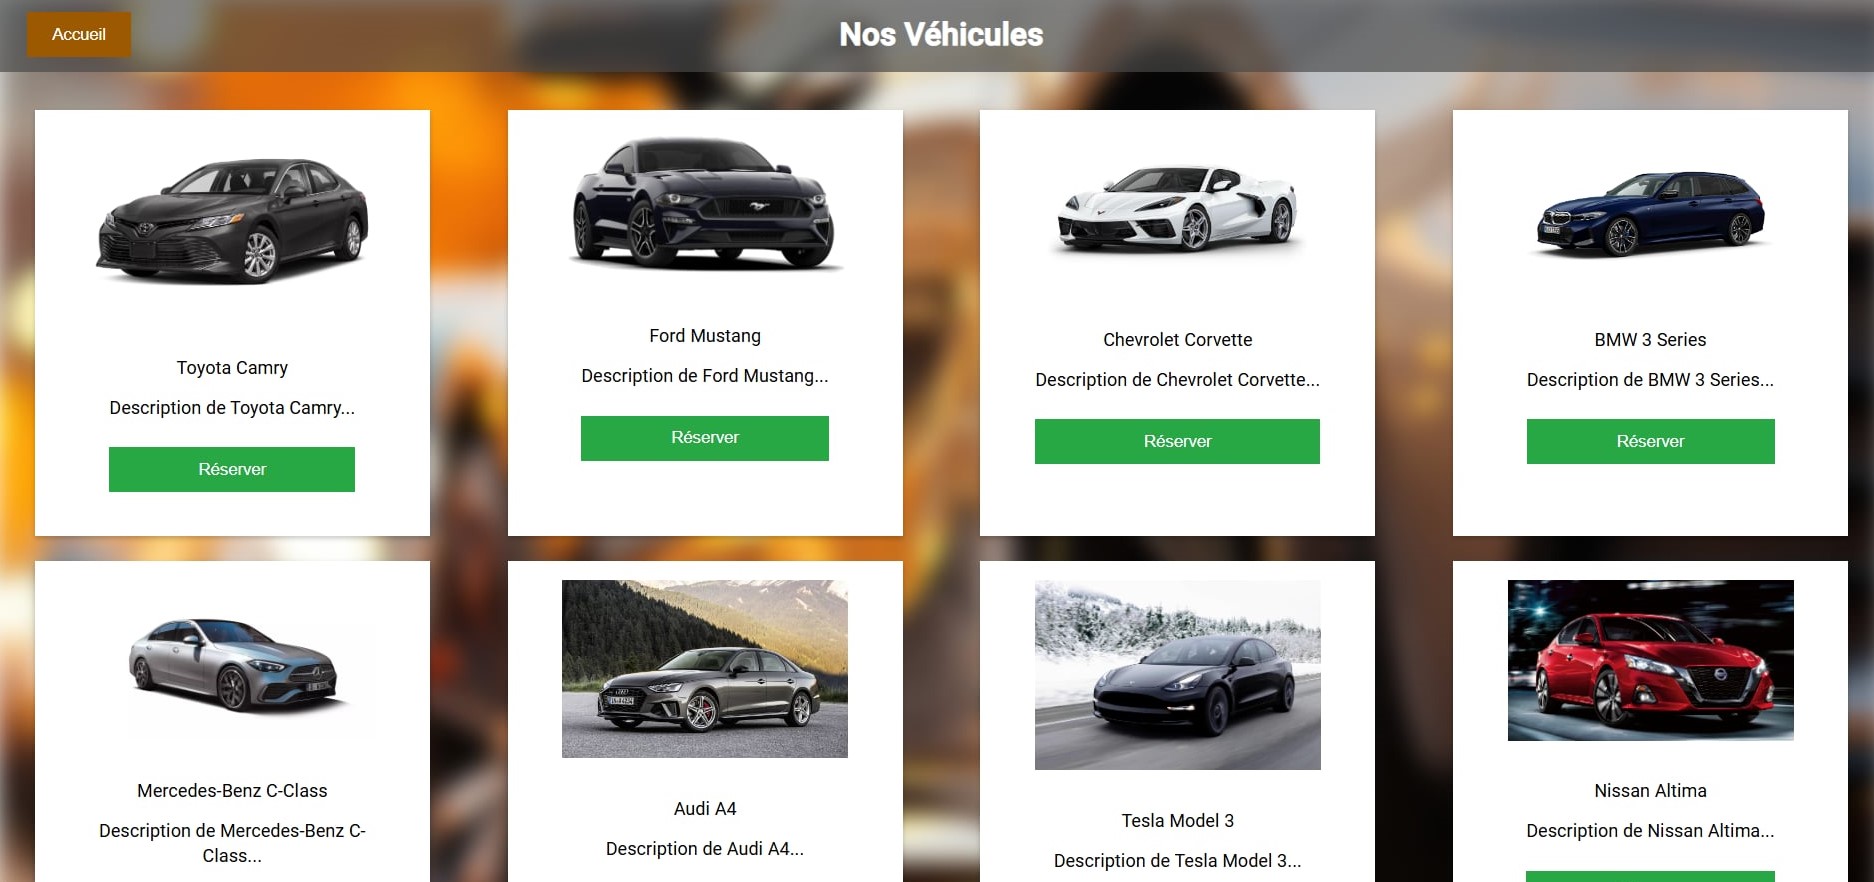 Accueil
Nos Véhicules
Toyota Camry
Description de Toyota Camry...
Réserver
Ford Mustang
Description de Ford Mustang...
Réserver
Chevrolet Corvette
Description de Chevrolet Corvette...
Réserver
BMW 3 Series
Description de BMW 3 Series...
Réserver
Mercedes-Benz C-Class
Description de Mercedes-Benz C-
Class...
Audi A4
Description de Audi A4...
Tesla Model 3
Description de Tesla Model 3...
Nissan Altima
Description de Nissan Altima...